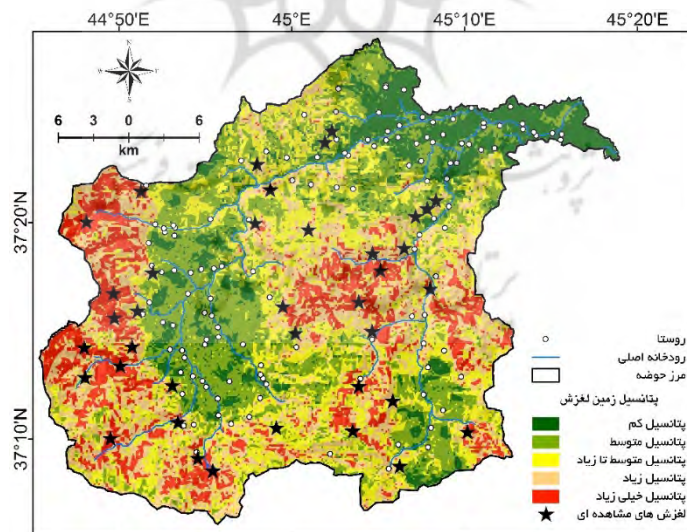 44°50'E
45°0'E
45°10'E
45°20'E
N
W
S
6 3 0 6
km
37°20'N
37°10'N
روستا
رودخانه اصلی
مرز حوضه
پتانسیل زمین لغزش
پتانسیل کم
پتانسیل متوسط
پتانسیل متوسط تا زیاد
پتانسیل زیاد
پتانسیل خیلی زیاد
لغزش های مشاهده ای